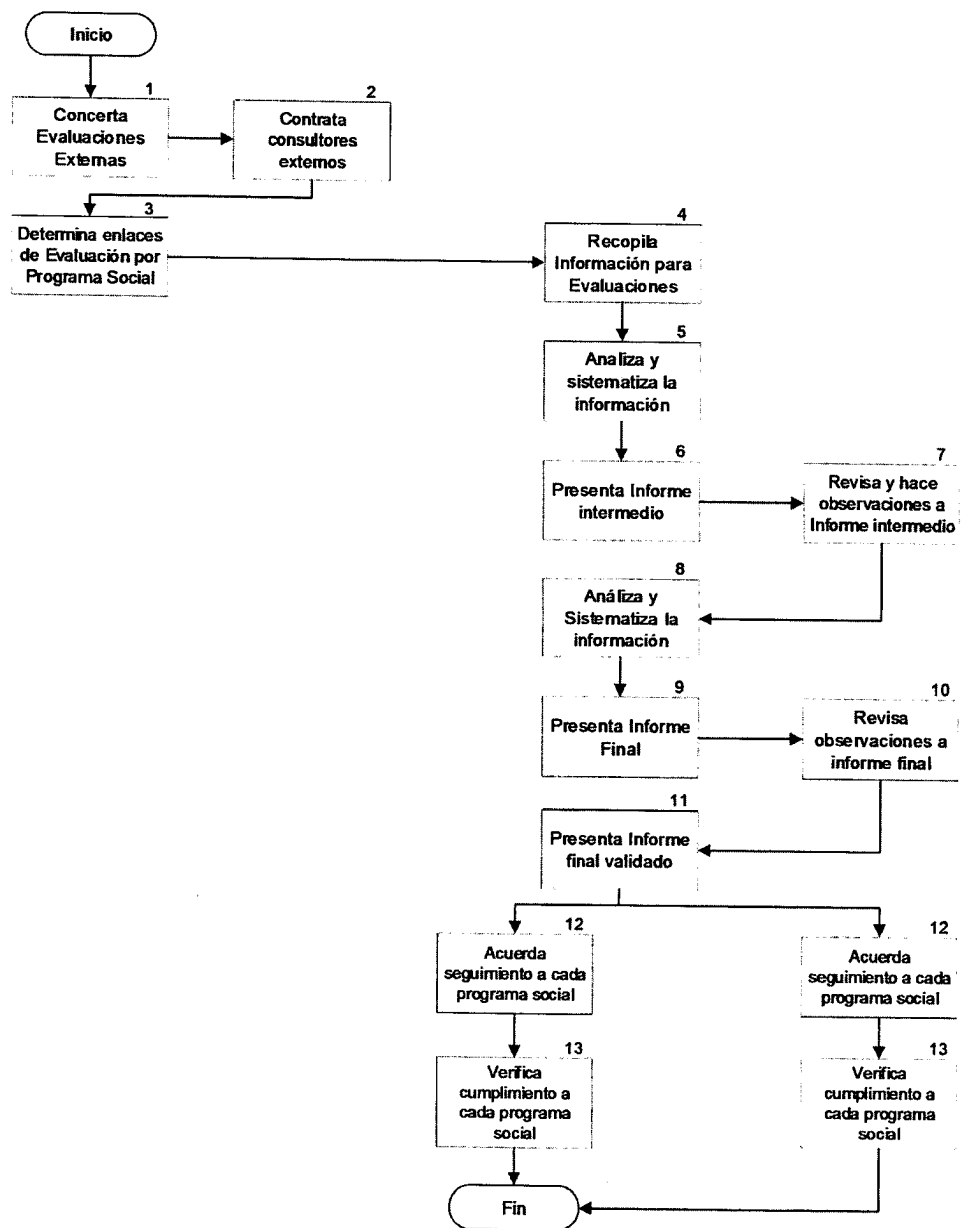 Inicio
1
Concerta
Evaluaciones
Externas
2
Contrata
consultores
externos
3
Determina enlaces
de Evaluación por
Programa Social
4
Recopila
Información para
Evaluaciones
5
Analiza y
sistematiza la
información
6
Presenta Informe
intermedio
7
Revisa y hace
observaciones a
Informe intermedio
8
Análiza y
Sistematiza la
información
9
Presenta Informe
Final
10
Revisa
observaciones a
informe final
11
Presenta Informe
final validado
12
Acuerda
seguimiento a cada
programa social
12
Acuerda
seguimiento a cada
programa social
13
Verifica
cumplimiento a
cada programa
social
13
Verifica
cumplimiento a
cada programa
social
Fin